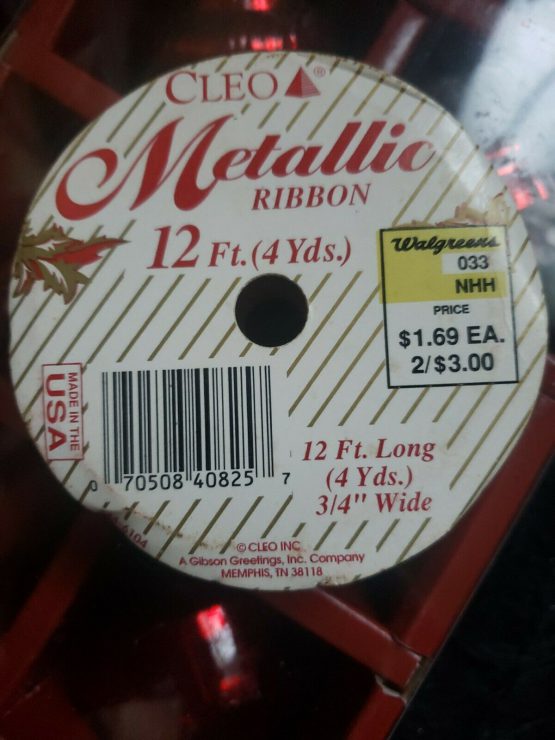 CLEO ®
Metallic
RIBBON
12 Ft. (4 Yds.)
Walgreens
033
NHH
PRICE
$1.69 EA.
2/$3.00
MADE IN THE
USA
0 70508 40825 7
12 Ft. Long
(4 Yds.)
3/4" Wide
© CLEO INC.
A Gibson Greetings, Inc. Company
MEMPHIS, TN 38118